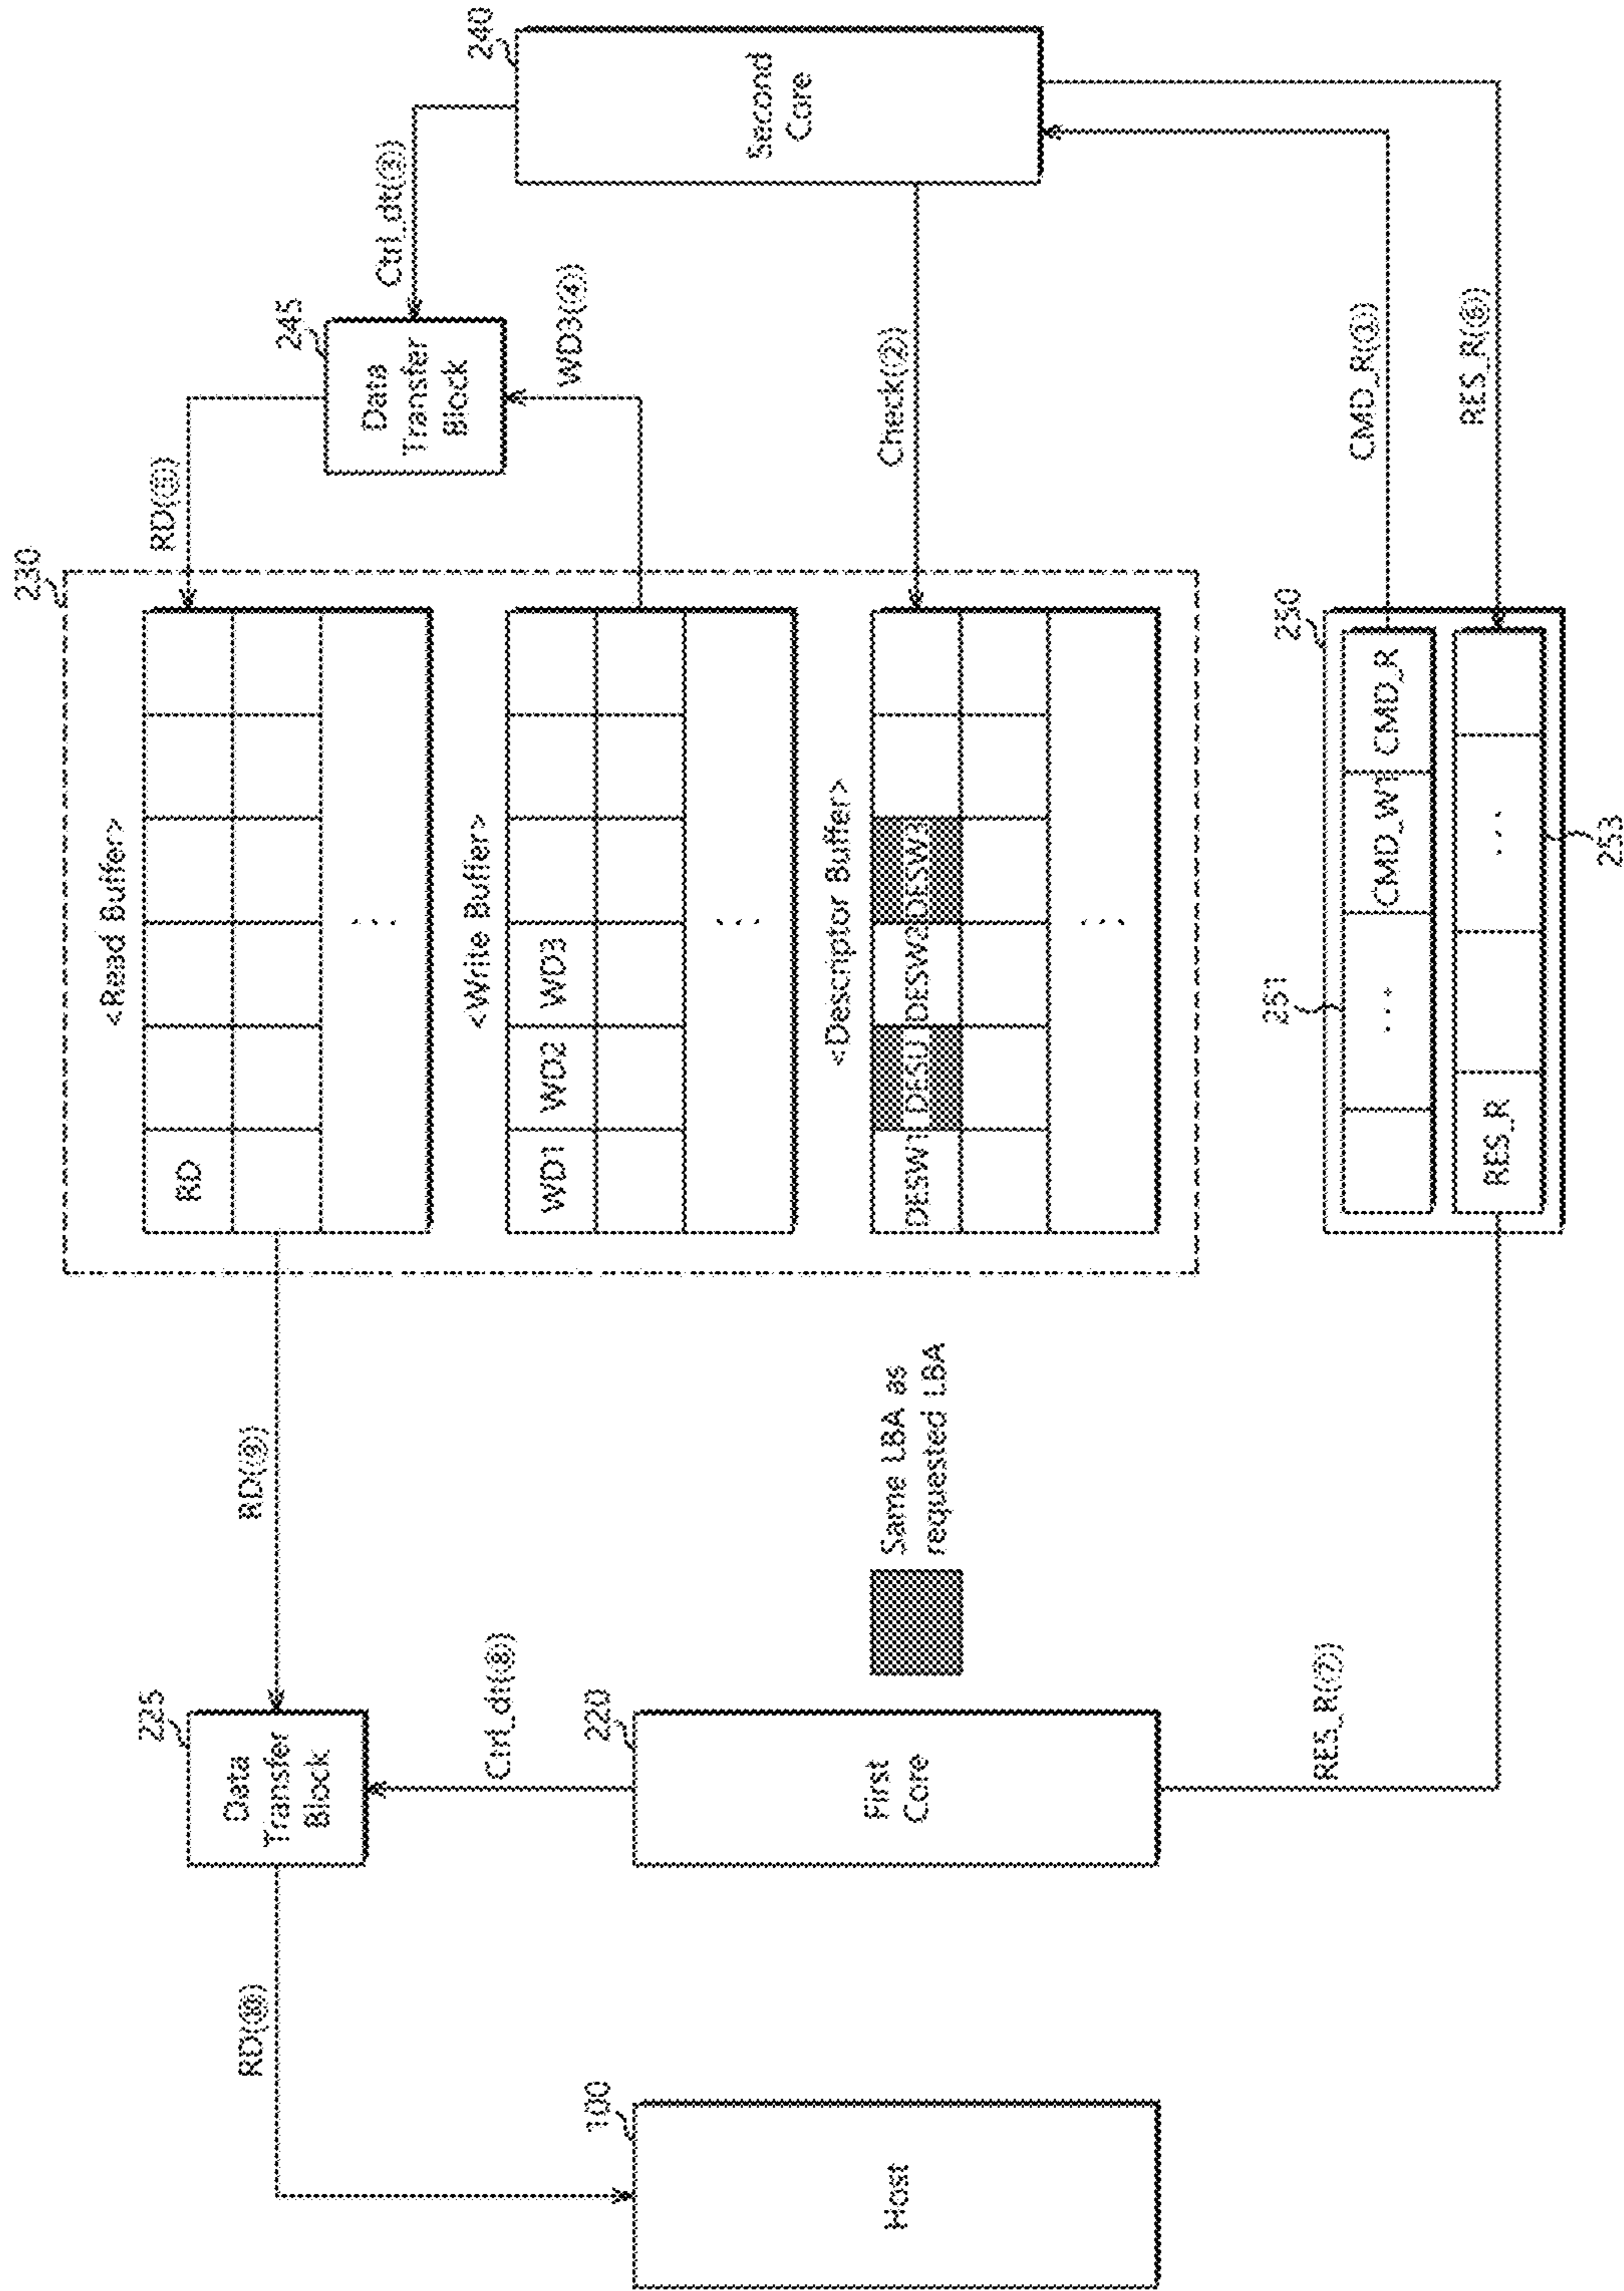 230
<Read Buffer>
RD
. . .
<Write Buffer>
WD1 WD2 WD3
. . .
<Descriptor Buffer>
DESW1 DESU DESW2 DESW3
. . .
225
Data
Transfer
Block
RD(⑩)
RD(⑨)
RD(⑤)
245
Data
Transfer
Block
Ctrl_dt(③)
WD3(④)
240
Second
Core
Ctrl_dt(⑧)
100
Host
220
First
Core
Same LBA as
requested LBA
Check(②)
250
251
. . . CMD_W1 CMD_R
CMD_R(①)
RES_R(⑦)
RES_R . . .
RES_R(⑥)
253